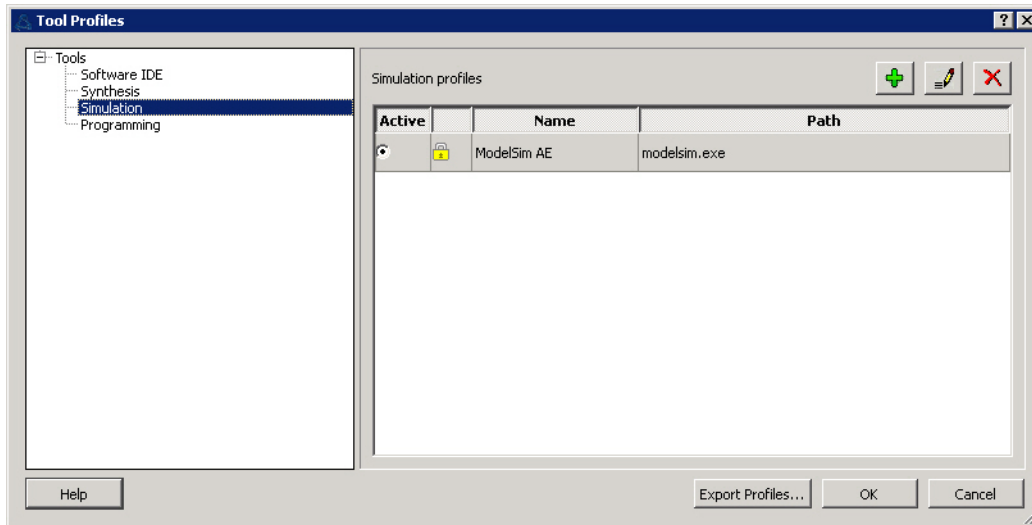 Tool Profiles
Tools
Software IDE
Synthesis
Simulation
Programming
Simulation profiles
Active Name Path
ModelSim AE modelsim.exe
Help Export Profiles... OK Cancel